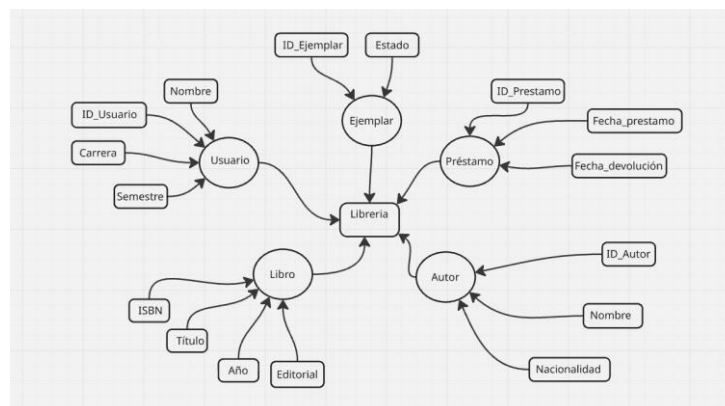 ID_Ejemplar
Estado
Nombre
ID_Prestamo
ID_Usuario
Fecha_prestamo
Ejemplar
Carrera
Usuario
Préstamo
Fecha_devolución
Semestre
Libreria
ID_Autor
Libro
Autor
ISBN
Nombre
Título
Año
Editorial
Nacionalidad